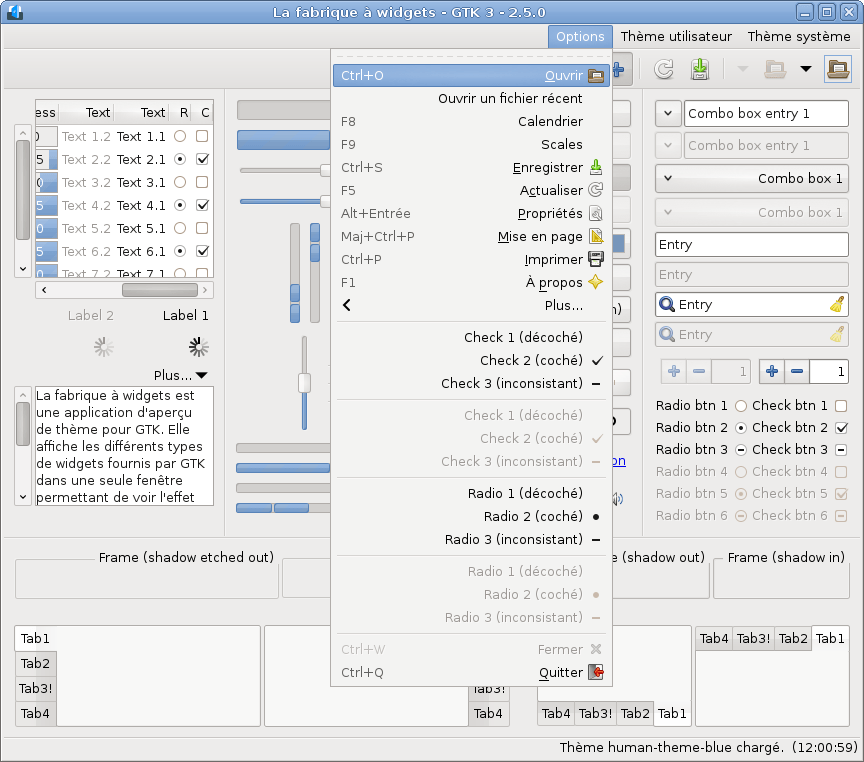 La fabrique à widgets - GTK 3 - 2.5.0
Options Thème utilisateur Thème système
Ctrl+O Ouvrir
Ouvrir un fichier récent
F8 Calendrier
F9 Scales
Ctrl+S Enregistrer
F5 Actualiser
Alt+Entrée Propriétés
Maj+Ctrl+P Mise en page
Ctrl+P Imprimer
F1 À propos
Plus...
Check 1 (décoché)
Check 2 (coché)
Check 3 (inconsistant)
Check 1 (décoché)
Check 2 (coché)
Check 3 (inconsistant)
Radio 1 (décoché)
Radio 2 (coché)
Radio 3 (inconsistant)
Radio 1 (décoché)
Radio 2 (coché)
Radio 3 (inconsistant)
Ctrl+W Fermer
Ctrl+Q Quitter
ess Text Text R C
0 Text 1.2 Text 1.1
5 Text 2.2 Text 2.1
0 Text 3.2 Text 3.1
5 Text 4.2 Text 4.1
0 Text 5.2 Text 5.1
5 Text 6.2 Text 6.1
0 Text 7.2 Text 7.1
Label 2 Label 1
Plus...
La fabrique à widgets est
une application d'aperçu
de thème pour GTK. Elle
affiche les différents types
de widgets fournis par GTK
dans une seule fenêtre
permettant de voir l'effet
on
Combo box entry 1
Combo box entry 1
Combo box 1
Combo box 1
Entry
Entry
Entry
Entry
1 1
Radio btn 1 Check btn 1
Radio btn 2 Check btn 2
Radio btn 3 Check btn 3
Radio btn 4 Check btn 4
Radio btn 5 Check btn 5
Radio btn 6 Check btn 6
Frame (shadow etched out) e (shadow out) Frame (shadow in)
Tab1
Tab2
Tab3!
Tab4
Tab3!
Tab4
Tab4 Tab3! Tab2 Tab1
Tab4 Tab3! Tab2 Tab1
Thème human-theme-blue chargé. (12:00:59)